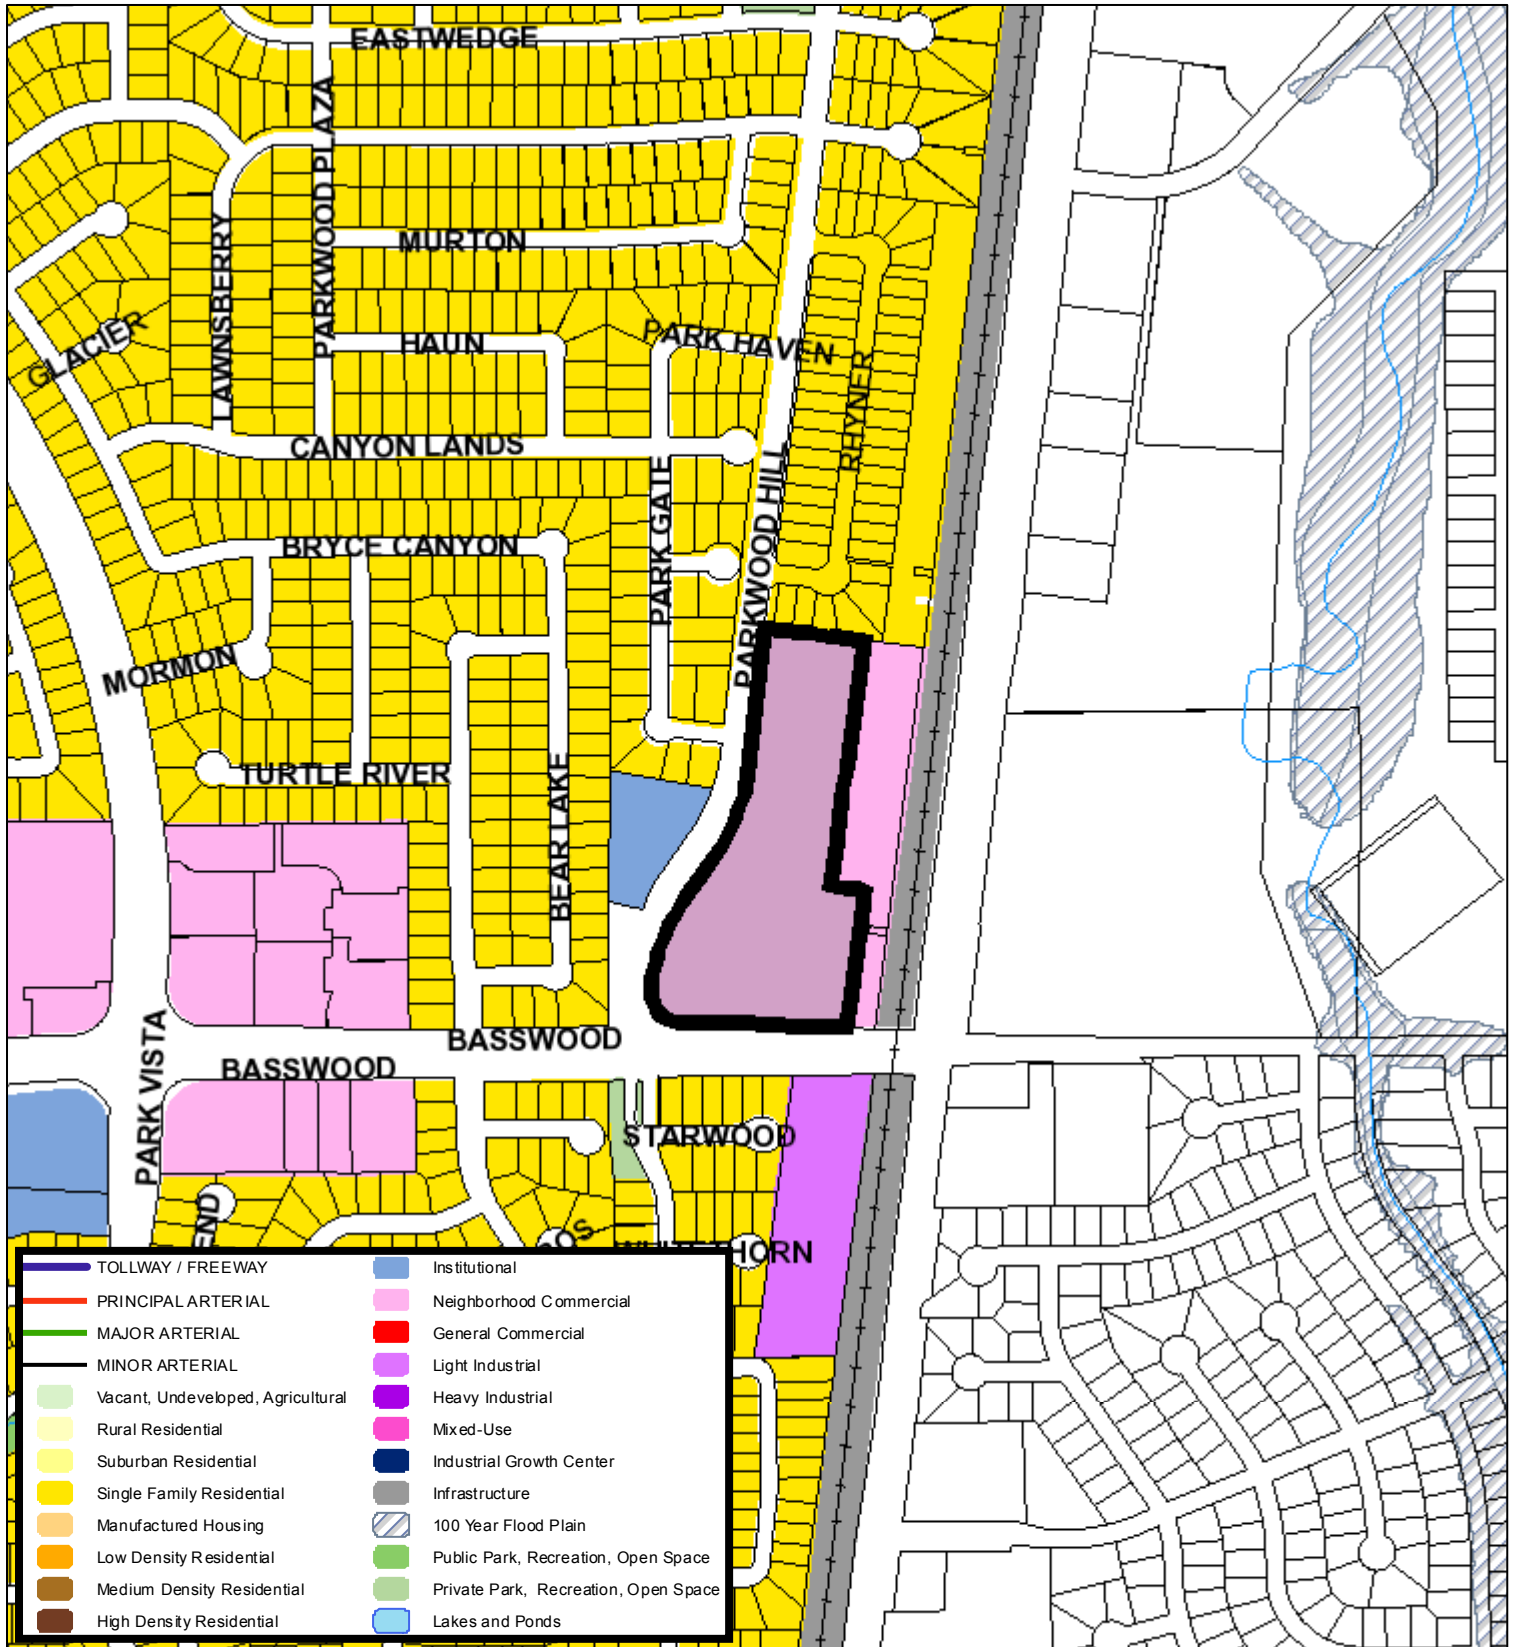 EASTWEDGE
PARKWOOD PLAZA
MURTON
LAWNSBERRY
GLACIER
HAUN
PARK HAVEN
RHYNER
CANYON LANDS
PARK GATE
PARKWOOD HILL
BRYCE CANYON
MORMON
TURTLE RIVER
BEAR LAKE
BASSWOOD
BASSWOOD
PARK VISTA
STARWOOD
END
OS
THORN
TOLLWAY / FREEWAY
PRINCIPAL ARTERIAL
MAJOR ARTERIAL
MINOR ARTERIAL
Vacant, Undeveloped, Agricultural
Rural Residential
Suburban Residential
Single Family Residential
Manufactured Housing
Low Density Residential
Medium Density Residential
High Density Residential
Institutional
Neighborhood Commercial
General Commercial
Light Industrial
Heavy Industrial
Mixed-Use
Industrial Growth Center
Infrastructure
100 Year Flood Plain
Public Park, Recreation, Open Space
Private Park, Recreation, Open Space
Lakes and Ponds